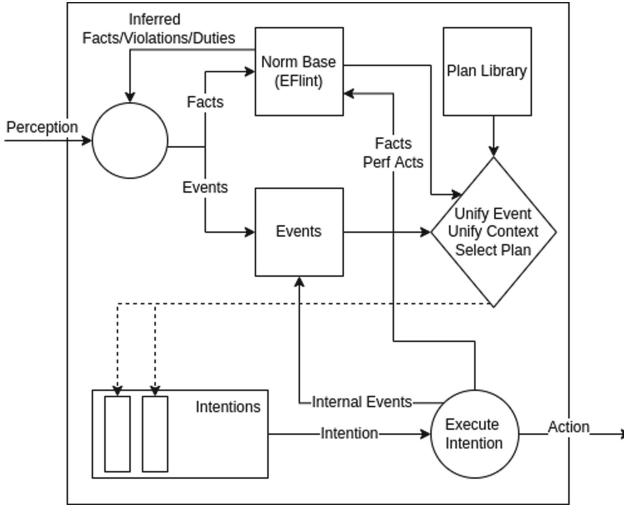 Inferred
Facts/Violations/Duties
Norm Base
(EFlint)
Plan Library
Perception
Facts
Facts
Perf Acts
Events
Events
Unify Event
Unify Context
Select Plan
Intentions
Internal Events
Intention
Execute
Intention
Action